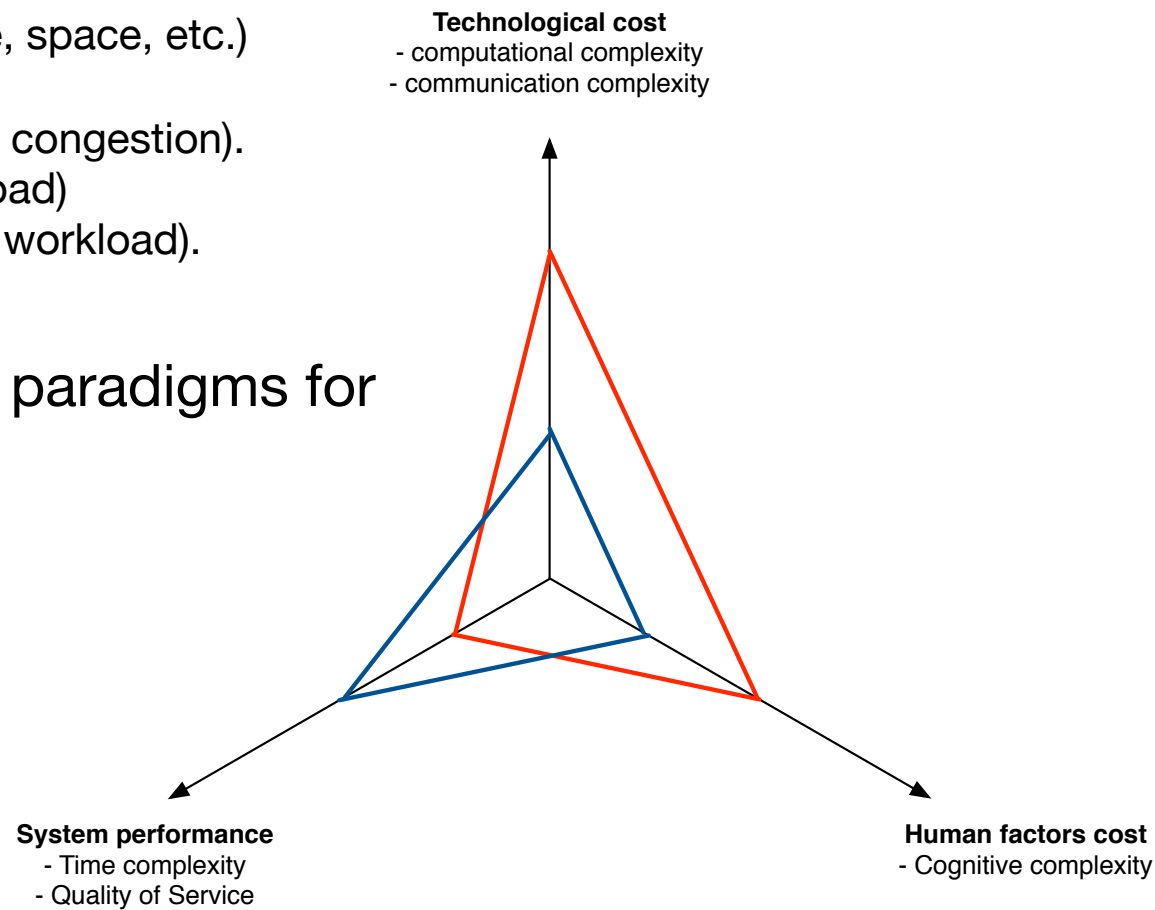 , space, etc.)
congestion).
workload).
paradigms for
Technological cost
- computational complexity
- communication complexity
System performance
- Time complexity
- Quality of Service
Human factors cost
- Cognitive complexity